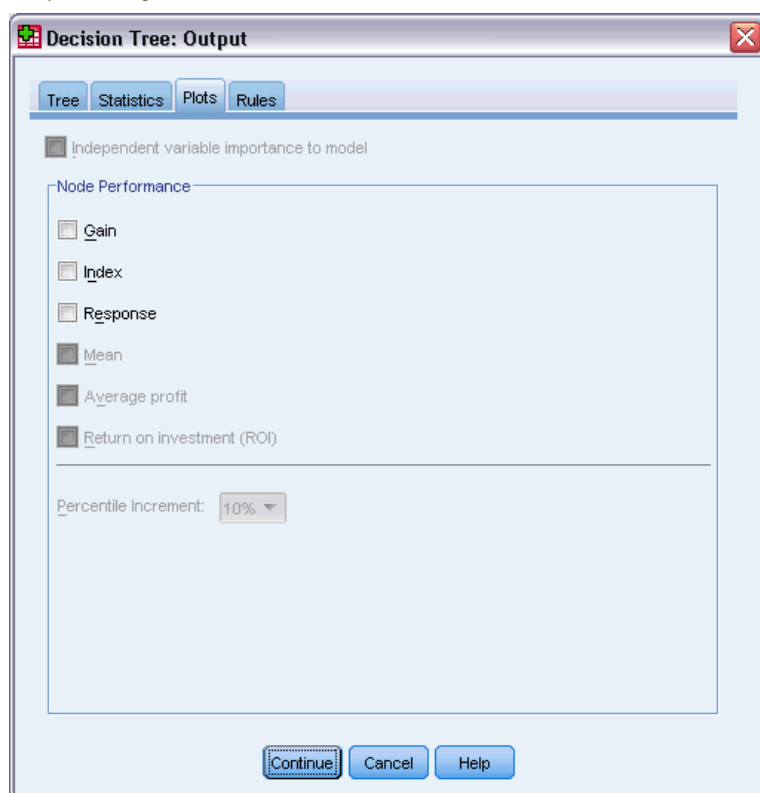 Decision Tree: Output
Tree Statistics Plots Rules
Independent variable importance to model
Node Performance
Gain
Index
Response
Mean
Average profit
Return on investment (ROI)
Percentile Increment: 10%
Continue Cancel Help